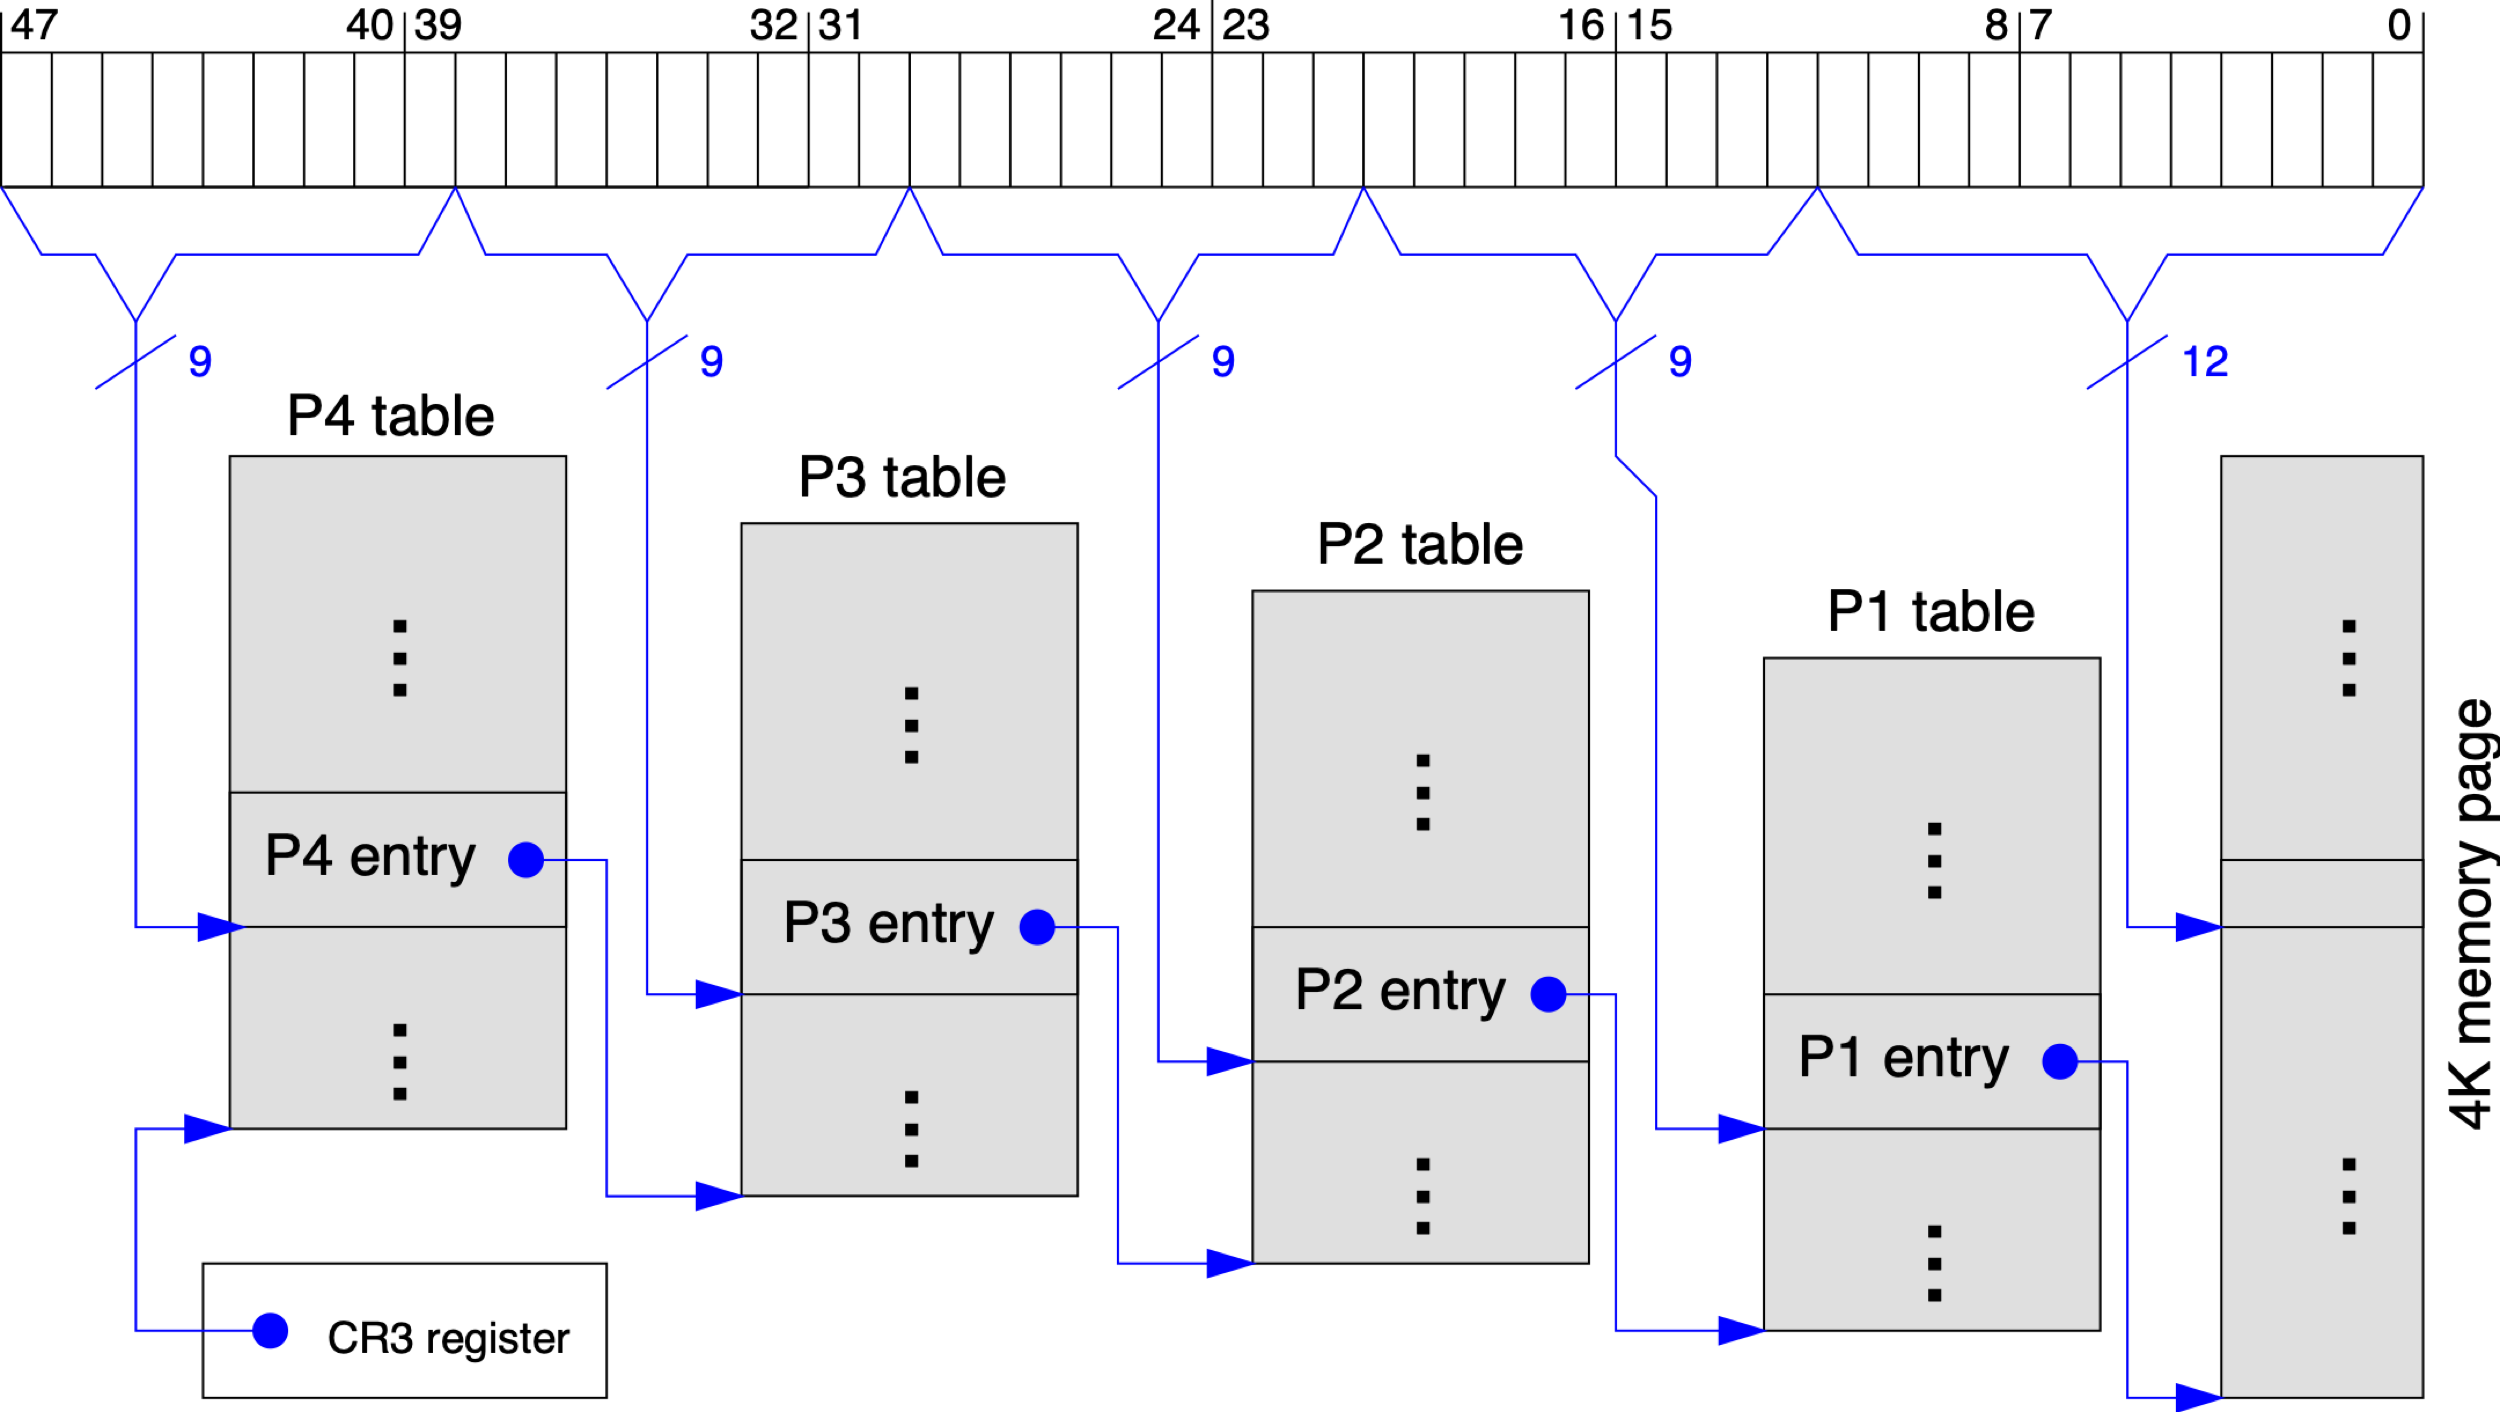 47 40 39 32 31 24 23 16 15 8 7 0
9 9 9 9 12
P4 table
P3 table
P2 table
P1 table
P4 entry
P3 entry
P2 entry
P1 entry
4K memory page
CR3 register